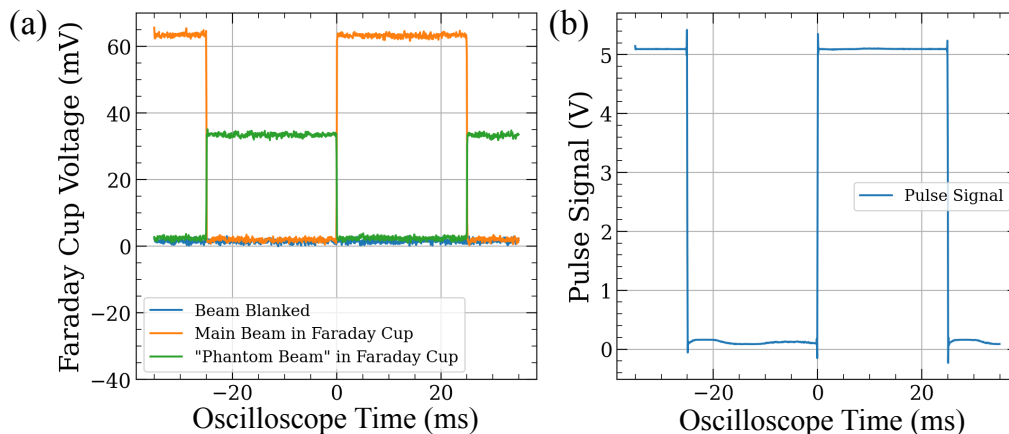 (a)
Faraday Cup Voltage (mV)
60
40
20
0
−20
−40
Beam Blanked
Main Beam in Faraday Cup
"Phantom Beam" in Faraday Cup
−20
0
20
Oscilloscope Time (ms)
(b)
Pulse Signal (V)
6
5
4
3
2
1
0
Pulse Signal
−20
0
20
Oscilloscope Time (ms)